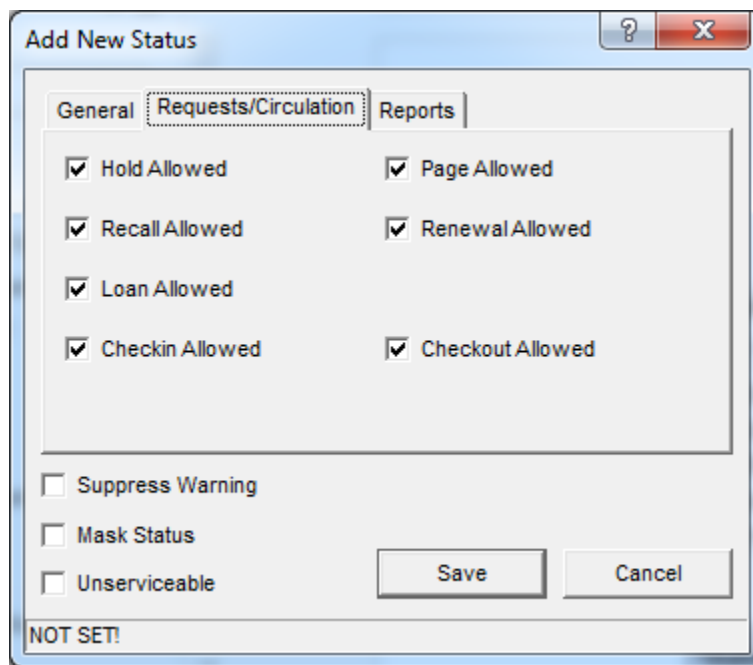 Add New Status
General Requests/Circulation Reports
Hold Allowed Page Allowed
Recall Allowed Renewal Allowed
Loan Allowed
Checkin Allowed Checkout Allowed
Suppress Warning
Mask Status
Unserviceable
Save Cancel
NOT SET!